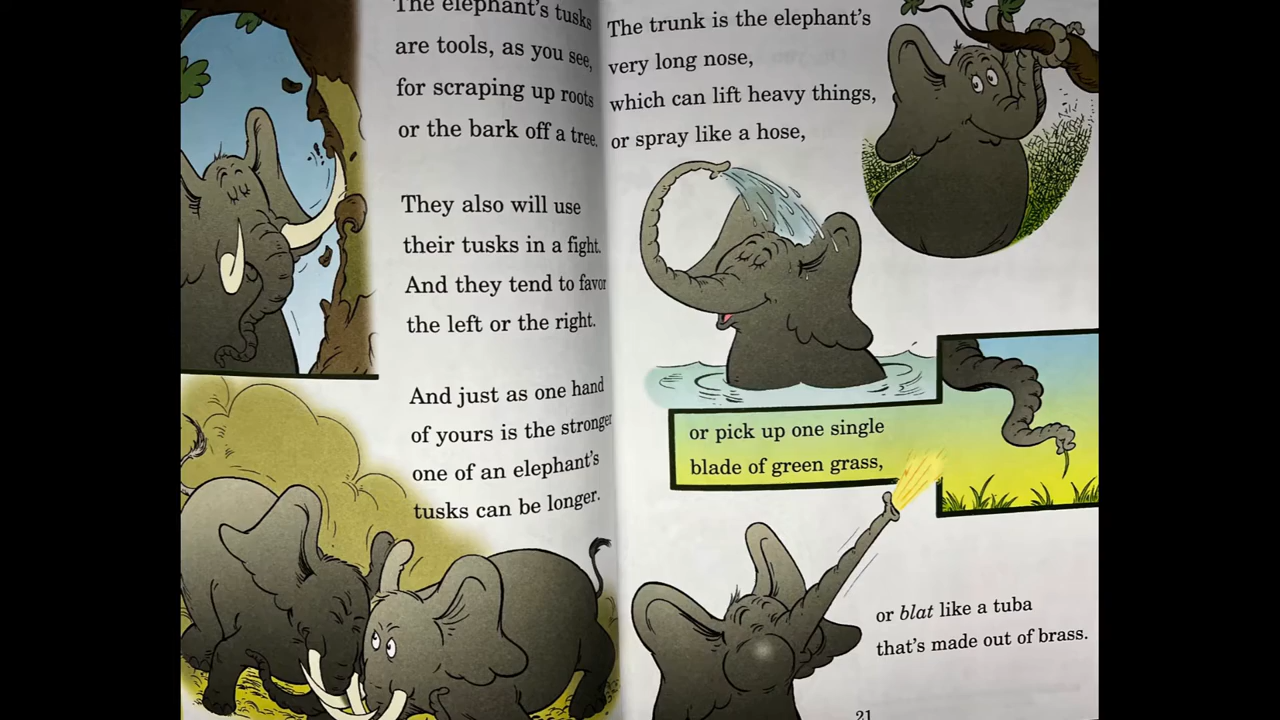 The elephant's tusks
are tools, as you see,
for scraping up roots
or the bark off a tree.
They also will use
their tusks in a fight.
And they tend to favor
the left or the right.
And just as one hand
of yours is the stronger
one of an elephant's
tusks can be longer.
The trunk is the elephant's
very long nose,
which can lift heavy things,
or spray like a hose,
or pick up one single
blade of green grass,
or blat like a tuba
that's made out of brass.
21